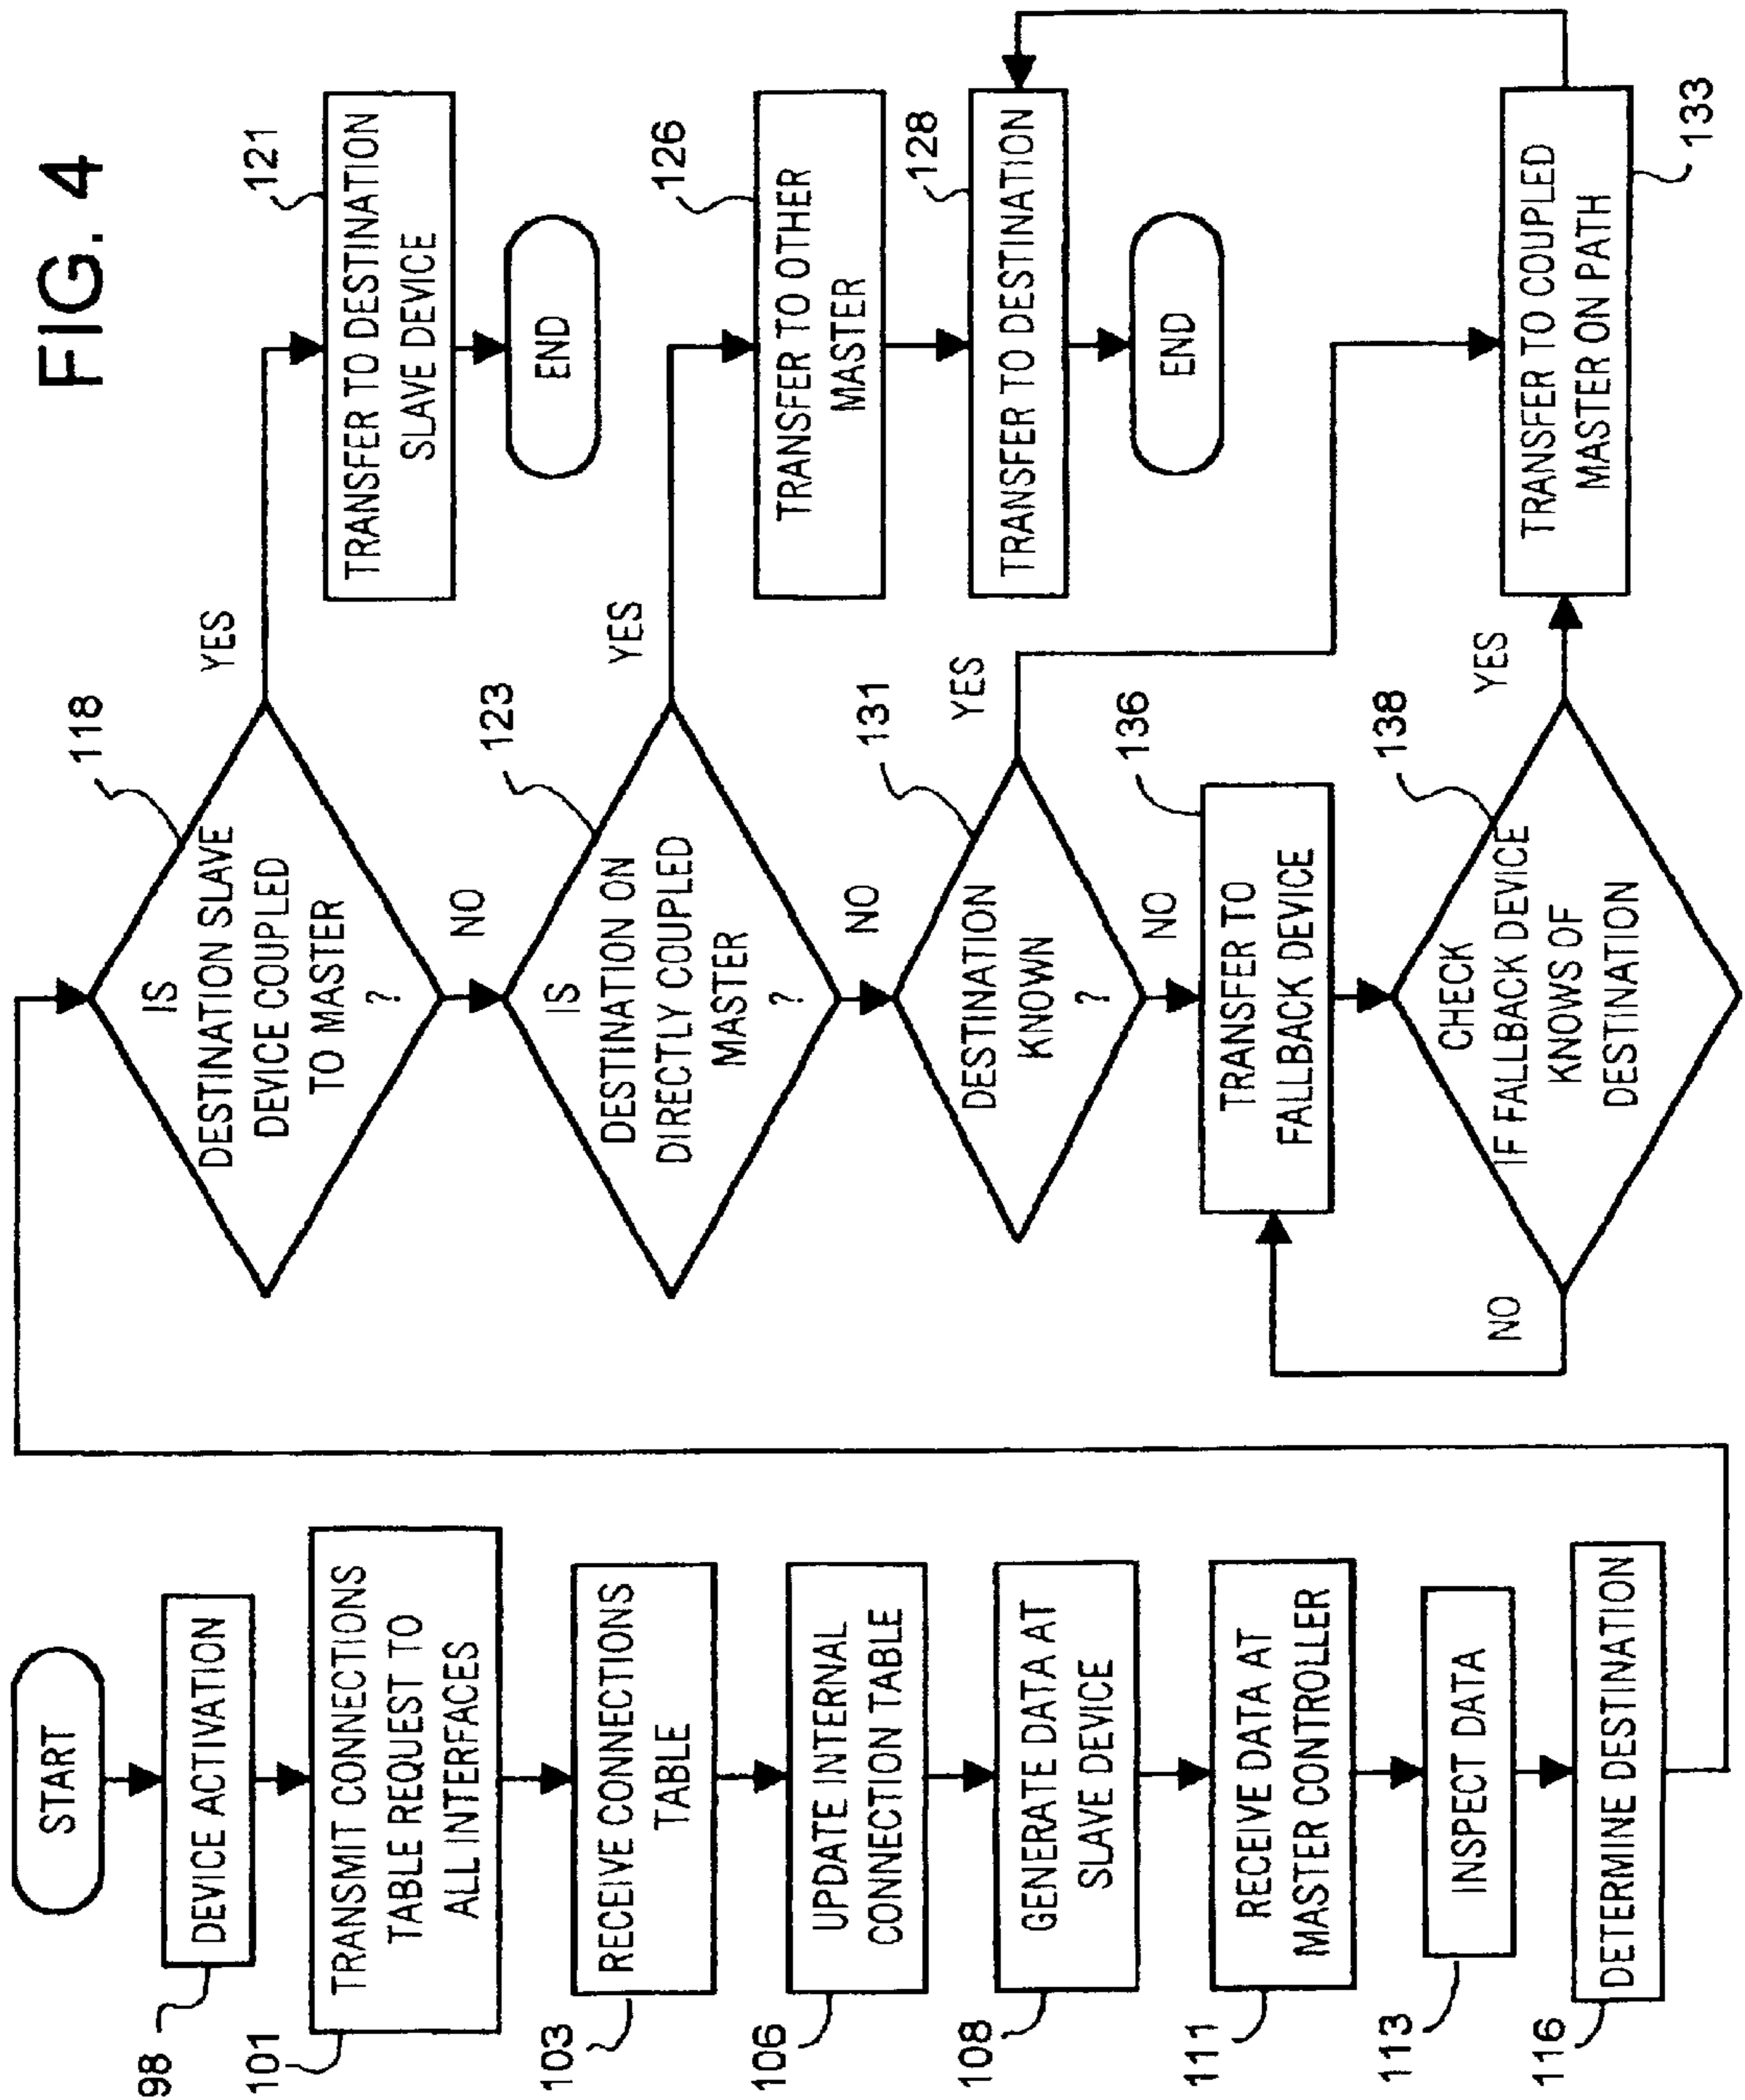 FIG. 4
START
DEVICE ACTIVATION
98
TRANSMIT CONNECTIONS
TABLE REQUEST TO
ALL INTERFACES
101
RECEIVE CONNECTIONS
TABLE
103
UPDATE INTERNAL
CONNECTION TABLE
106
GENERATE DATA AT
SLAVE DEVICE
108
RECEIVE DATA AT
MASTER CONTROLLER
111
INSPECT DATA
113
DETERMINE DESTINATION
116
IS
DESTINATION SLAVE
DEVICE COUPLED
TO MASTER
?
118
YES
NO
TRANSFER TO DESTINATION
SLAVE DEVICE
121
END
IS
DESTINATION ON
DIRECTLY COUPLED
MASTER
?
123
YES
NO
TRANSFER TO OTHER
MASTER
126
TRANSFER TO DESTINATION
128
END
DESTINATION
KNOWN
?
131
YES
NO
TRANSFER TO
FALLBACK DEVICE
136
CHECK
IF FALLBACK DEVICE
KNOWS OF
DESTINATION
138
NO
YES
TRANSFER TO COUPLED
MASTER ON PATH
133